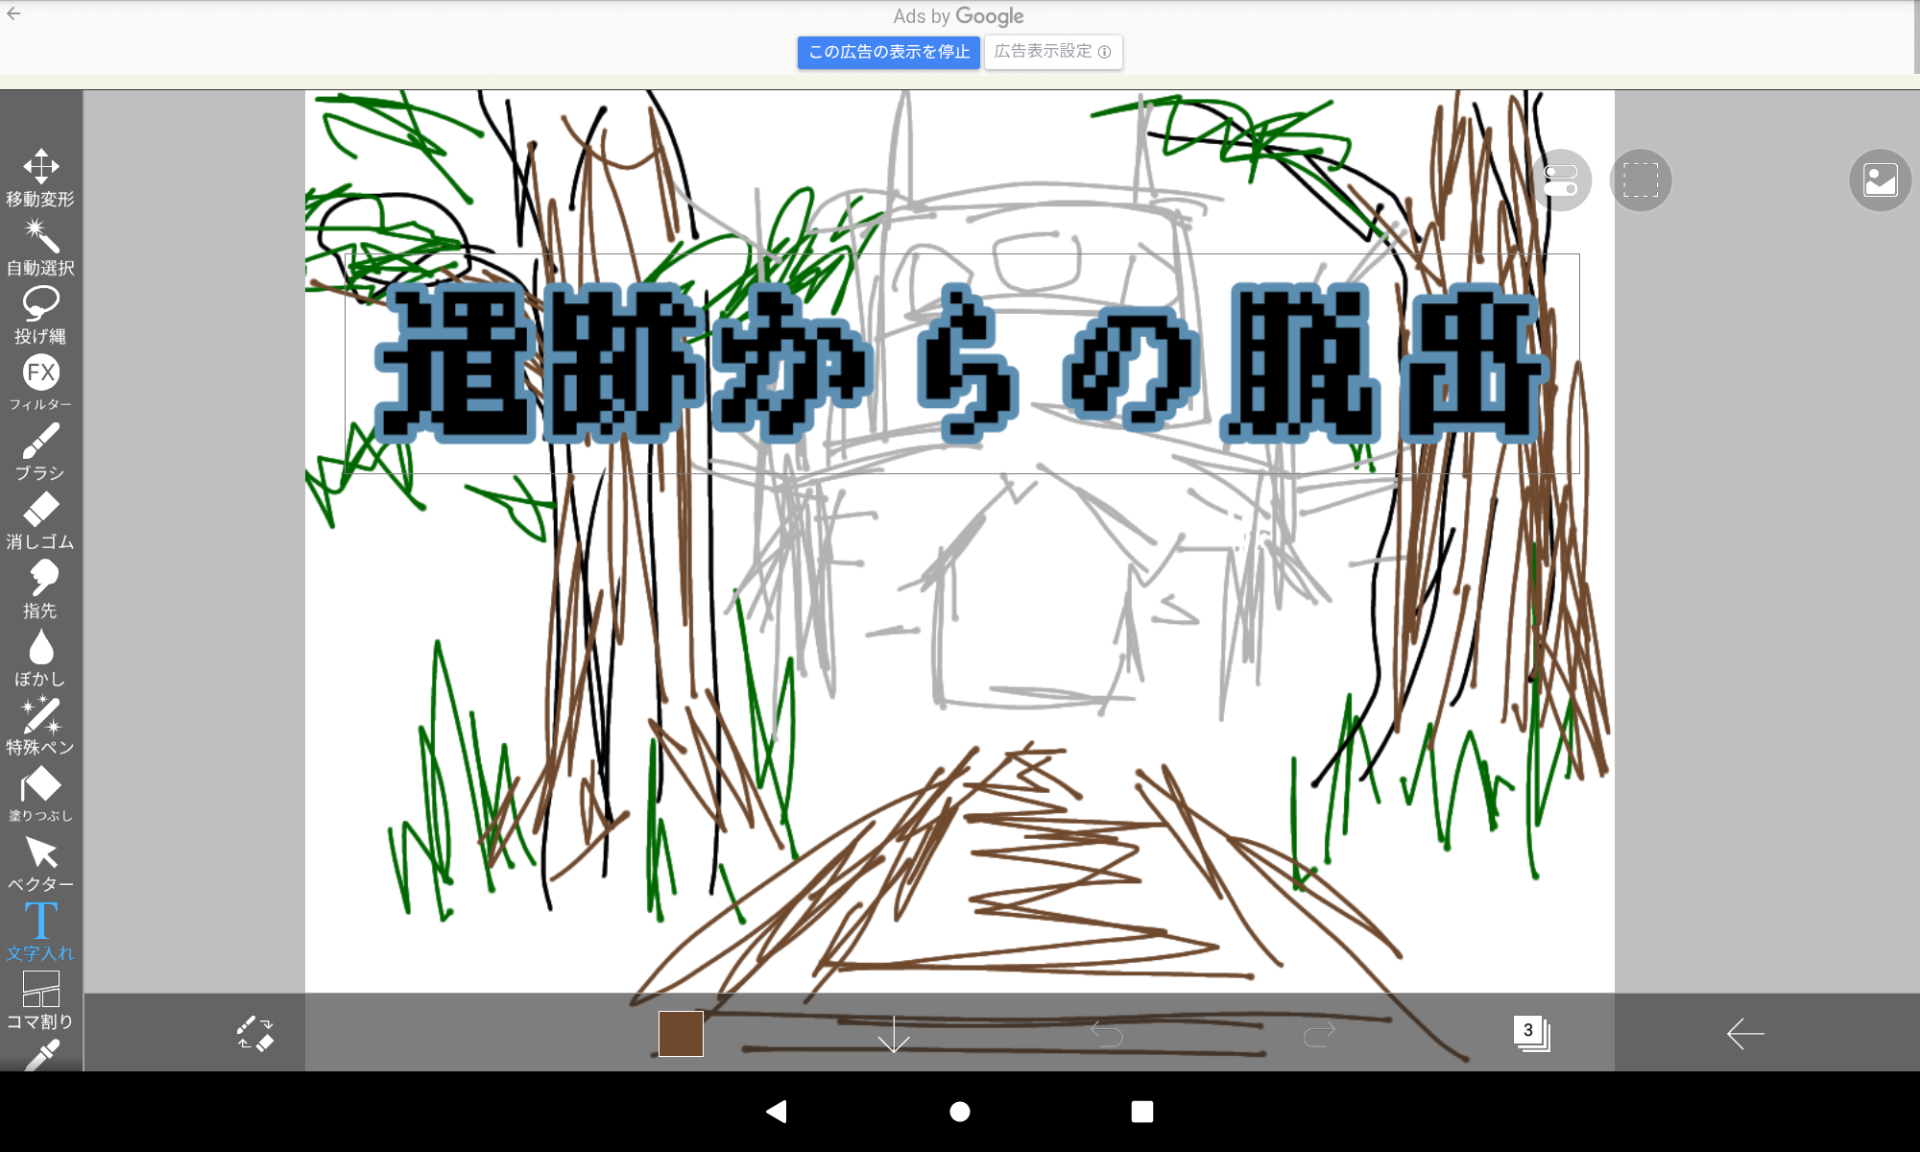 Ads by Google
この広告の表示を停止
広告表示設定
移動変形
自動選択
投げ縄
FX
フィルター
ブラシ
消しゴム
指先
ぼかし
特殊ペン
塗りつぶし
ベクター
T
文字入れ
コマ割り
遺跡からの脱出
3